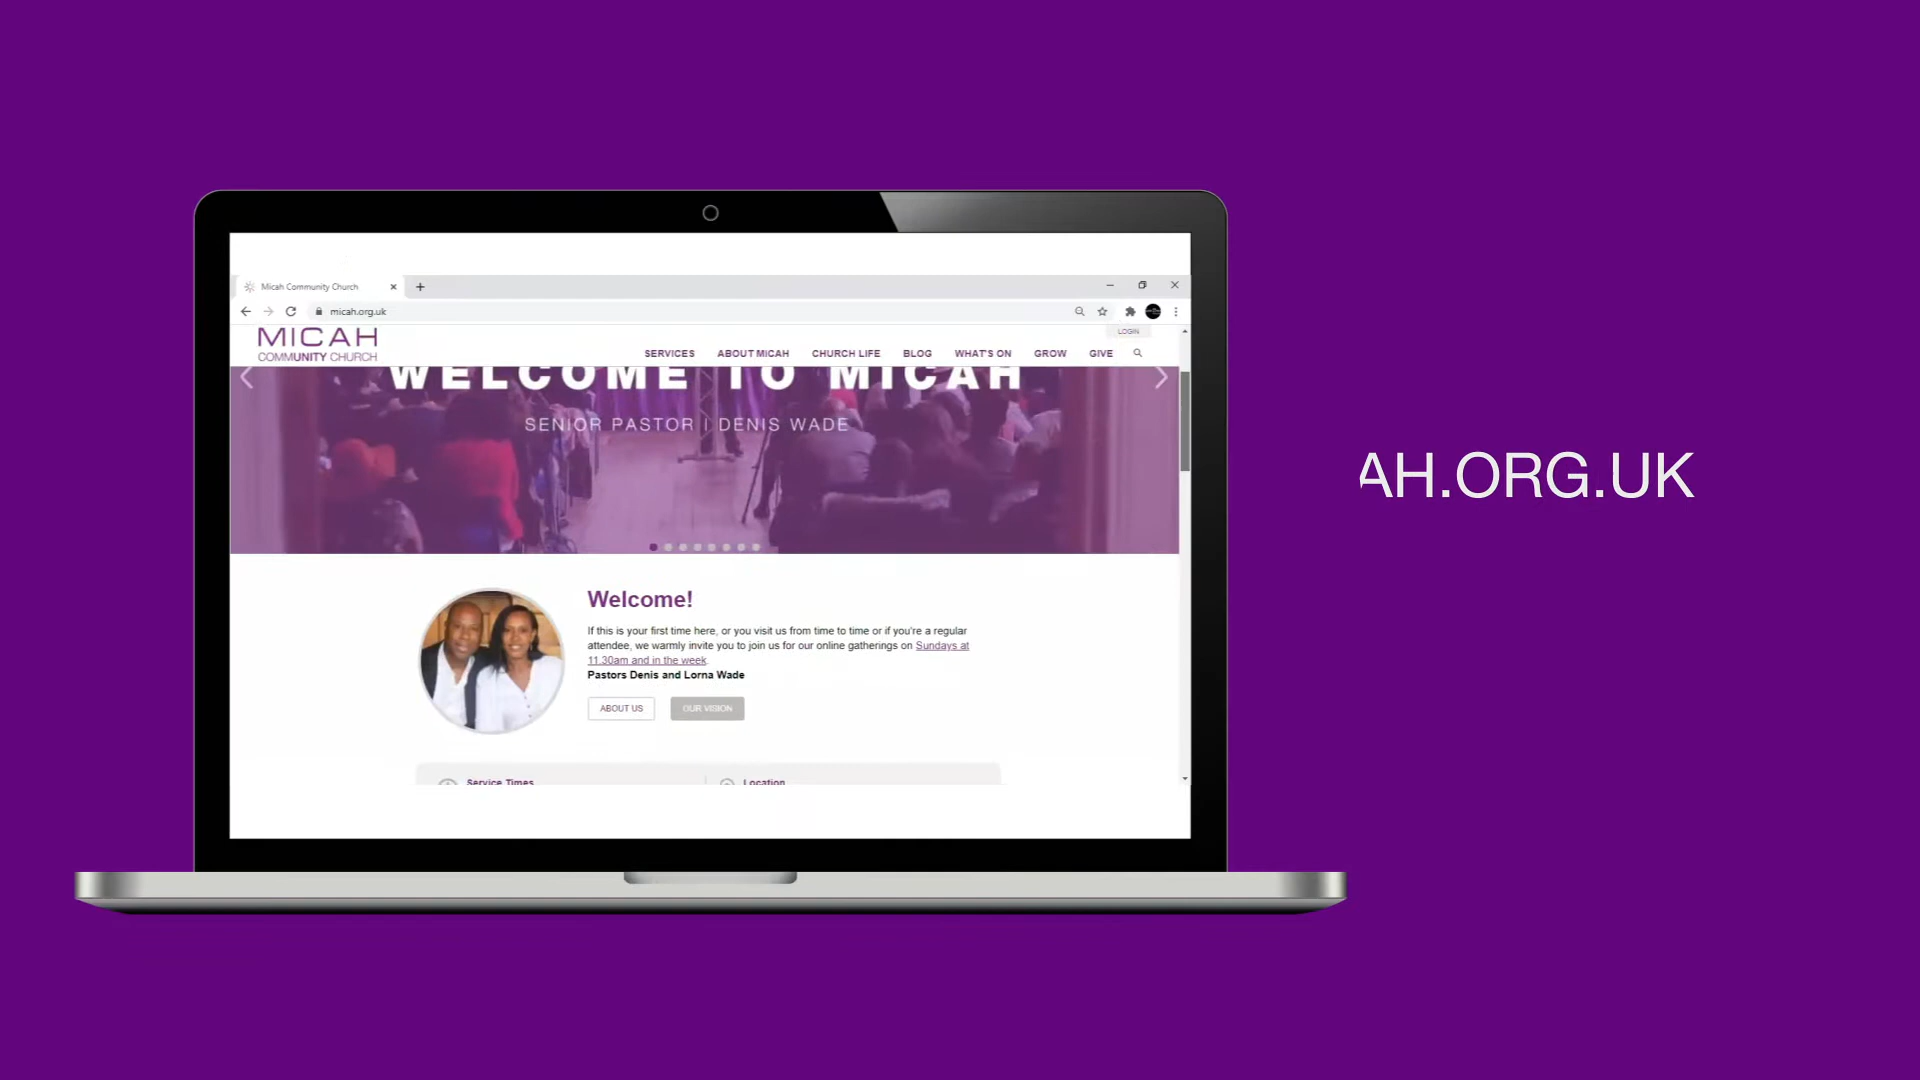 Micah Community Church
micah.org.uk
LOGIN
MICAH
COMMUNITY CHURCH
SERVICES ABOUT MICAH CHURCH LIFE BLOG WHAT'S ON GROW GIVE
WELCOME TO MICAH
SENIOR PASTOR | DENIS WADE
AH.ORG.UK
Welcome!
If this is your first time here, or you visit us from time to time or if you're a regular
attendee, we warmly invite you to join us for our online gatherings on Sundays at
11.30am and in the week.
Pastors Denis and Lorna Wade
ABOUT US OUR VISION
Service Times Location